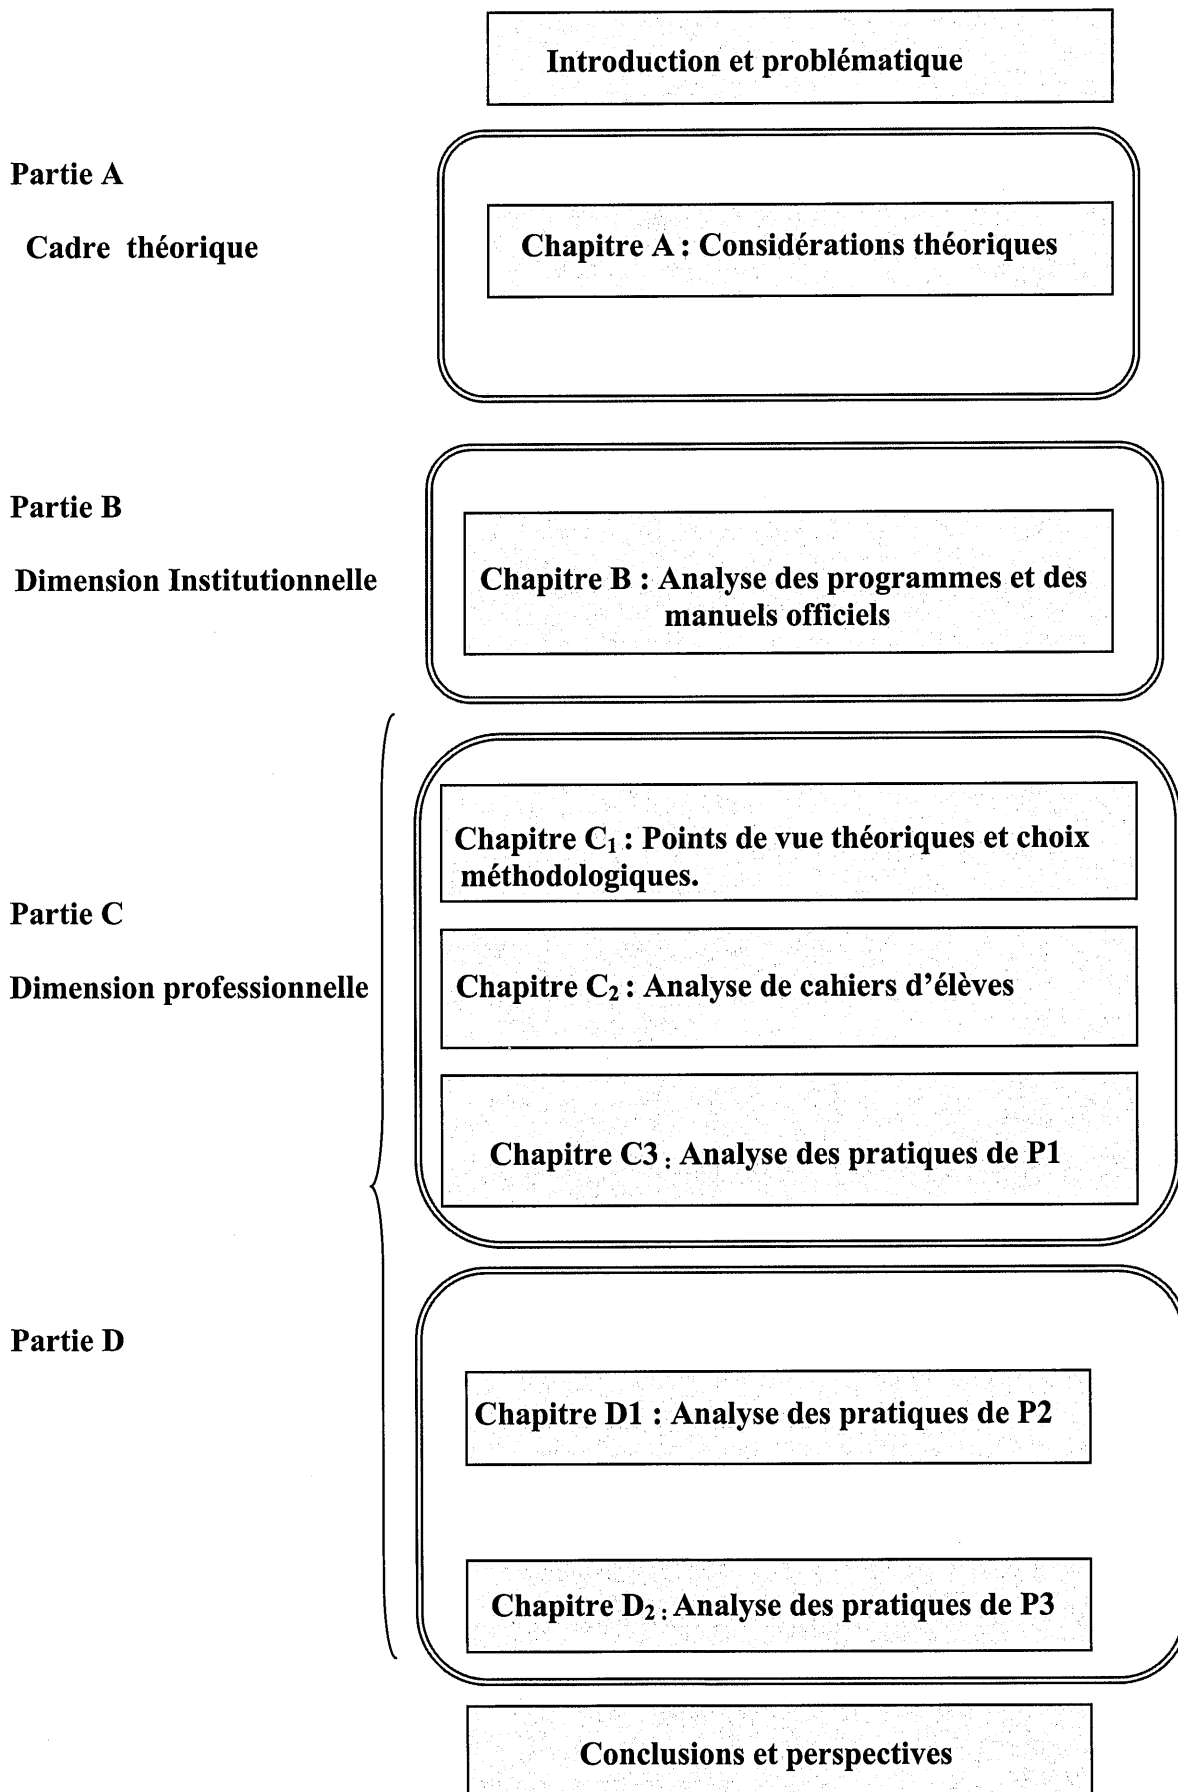 Introduction et problématique
Partie A
Cadre théorique
Chapitre A : Considérations théoriques
Partie B
Dimension Institutionnelle
Chapitre B : Analyse des programmes et des
manuels officiels
Chapitre C₁ : Points de vue théoriques et choix
méthodologiques.
Partie C
Dimension professionnelle
Chapitre C₂ : Analyse de cahiers d'élèves
Chapitre C3 : Analyse des pratiques de P1
Partie D
Chapitre D1 : Analyse des pratiques de P2
Chapitre D₂ : Analyse des pratiques de P3
Conclusions et perspectives